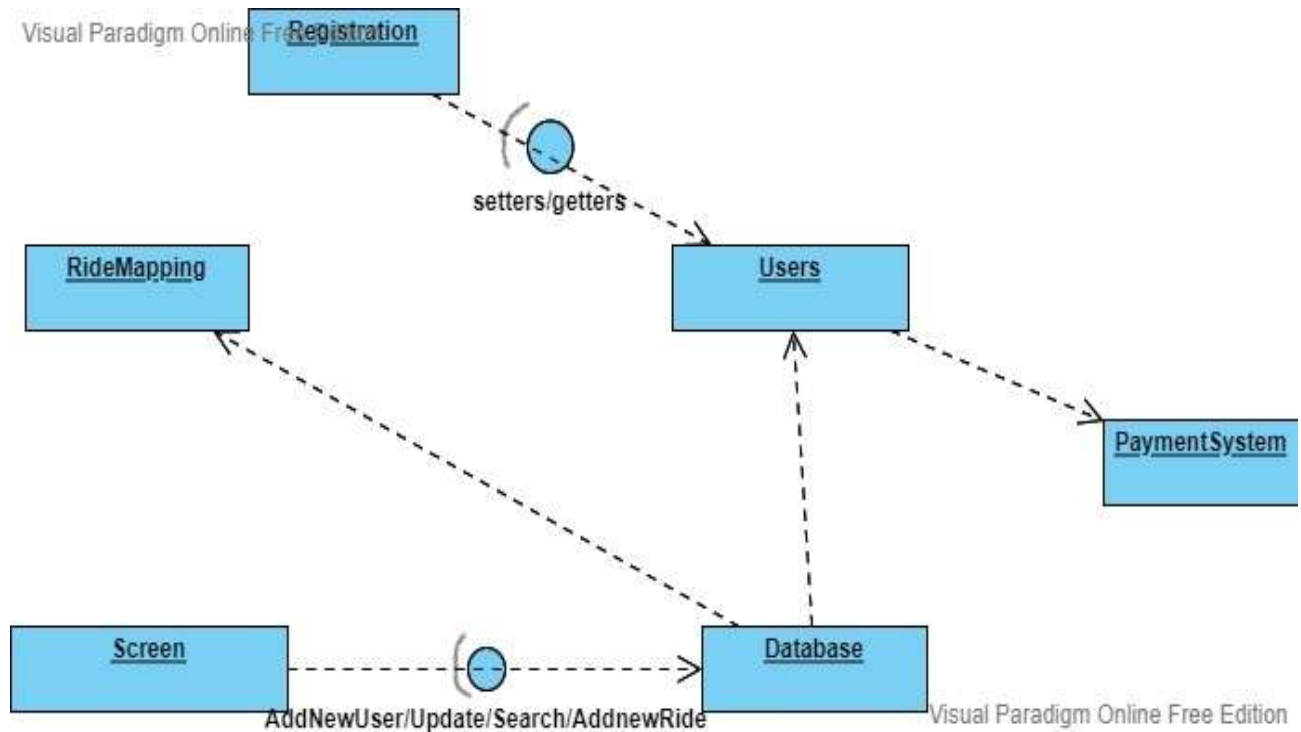 Visual Paradigm Online Free Edition
Registration
setters/getters
RideMapping
Users
PaymentSystem
Screen
Database
AddNewUser/Update/Search/AddnewRide
Visual Paradigm Online Free Edition